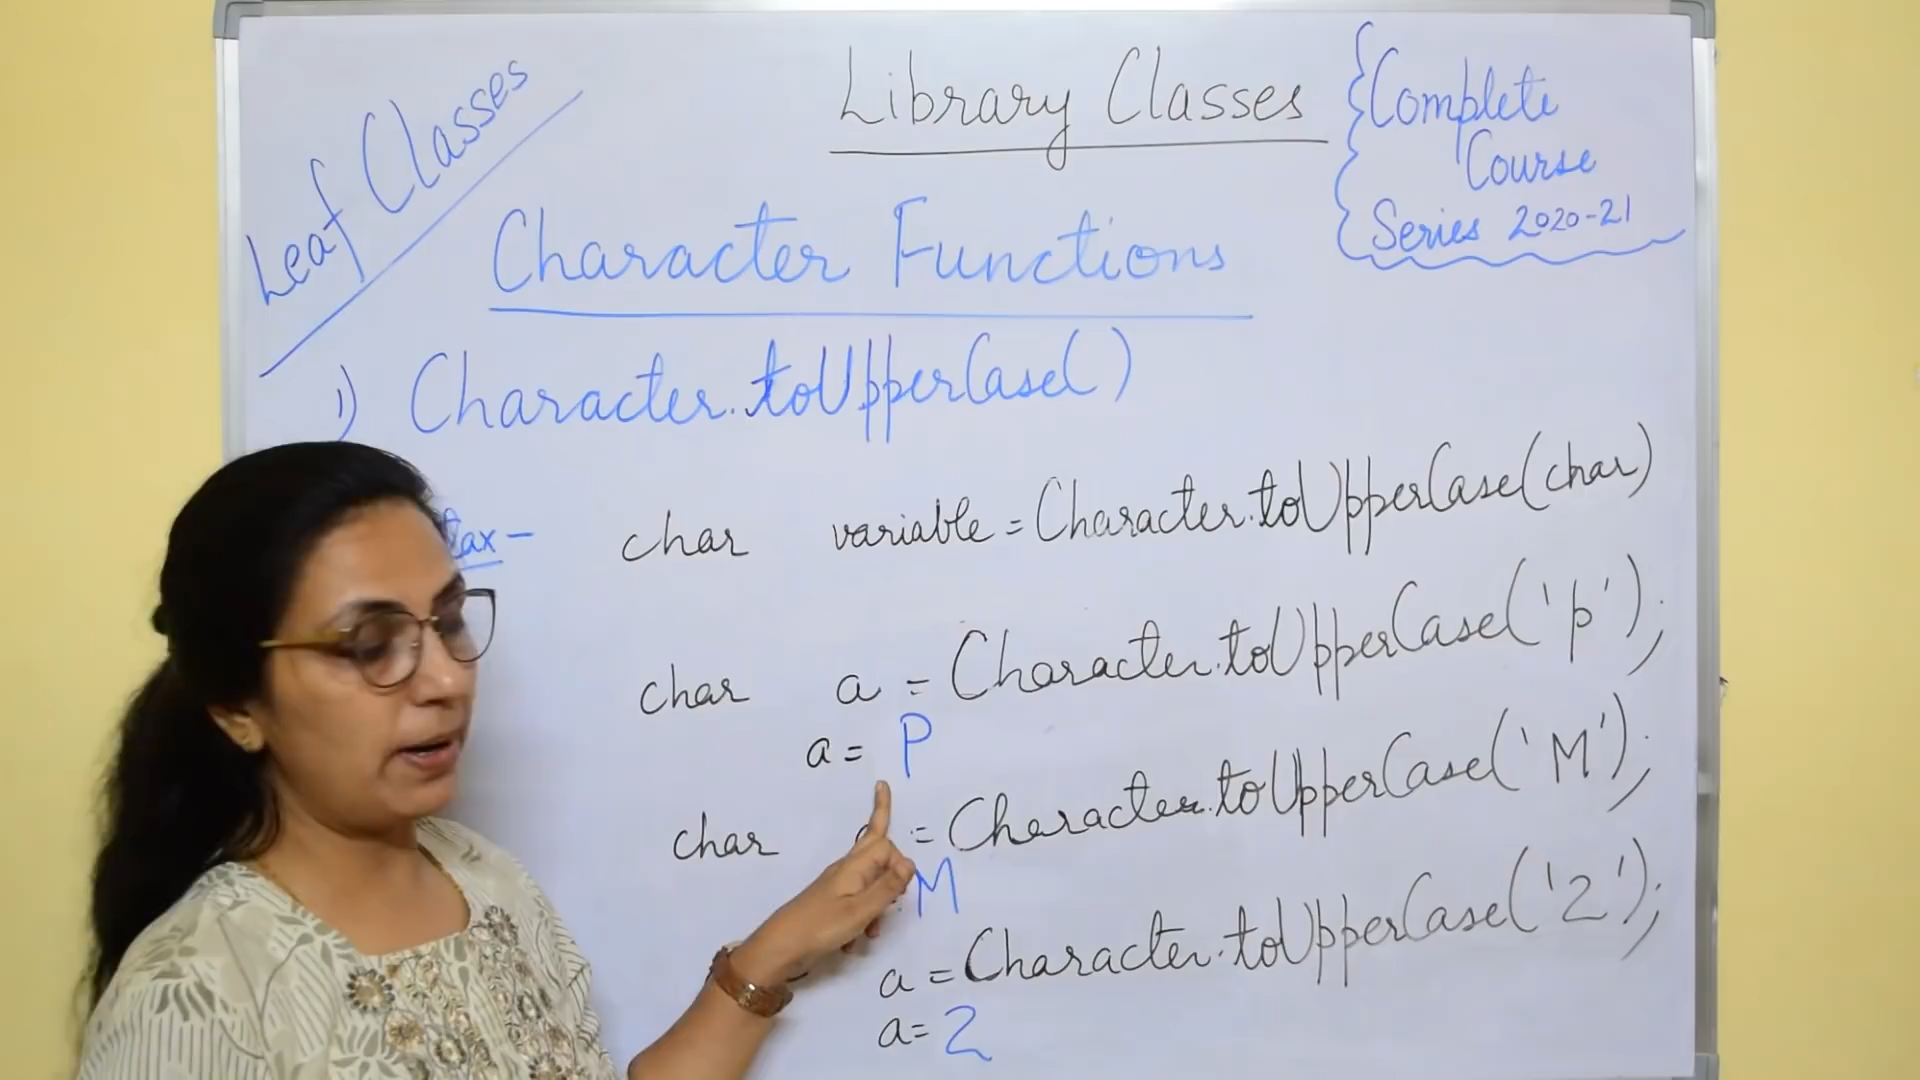 Leaf Classes
Library Classes
Complete
Course
Series 2020-21
Character Functions
1) Character.toUpperCase()
tax -
char variable = Character.toUpperCase(char)
char a = Character.toUpperCase('p');
a = P
char = Character.toUpperCase('M');
M
a = Character.toUpperCase('2');
a = 2